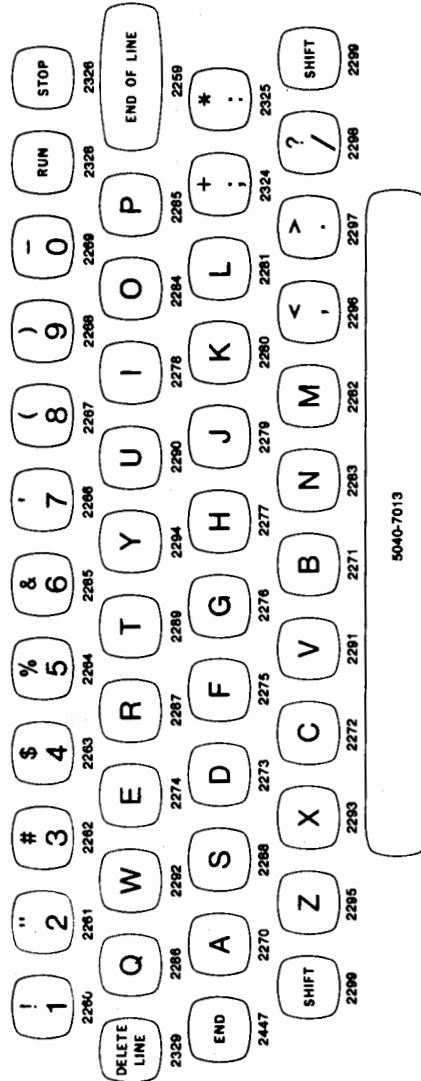 ! " # $ % & ' ( ) –
1 2 3 4 5 6 7 8 9 0 RUN STOP
2260 2261 2262 2263 2264 2265 2266 2267 2268 2269 2328 2326
DELETE
LINE Q W E R T Y U I O P END OF LINE
2329 2286 2292 2274 2287 2289 2294 2290 2278 2284 2285 2259
+ *
END A S D F G H J K L ; :
2447 2270 2288 2273 2275 2276 2277 2279 2280 2281 2324 2325
< > ?
SHIFT Z X C V B N M , . / SHIFT
2299 2295 2293 2272 2291 2271 2283 2282 2296 2297 2298 2299
5040-7013